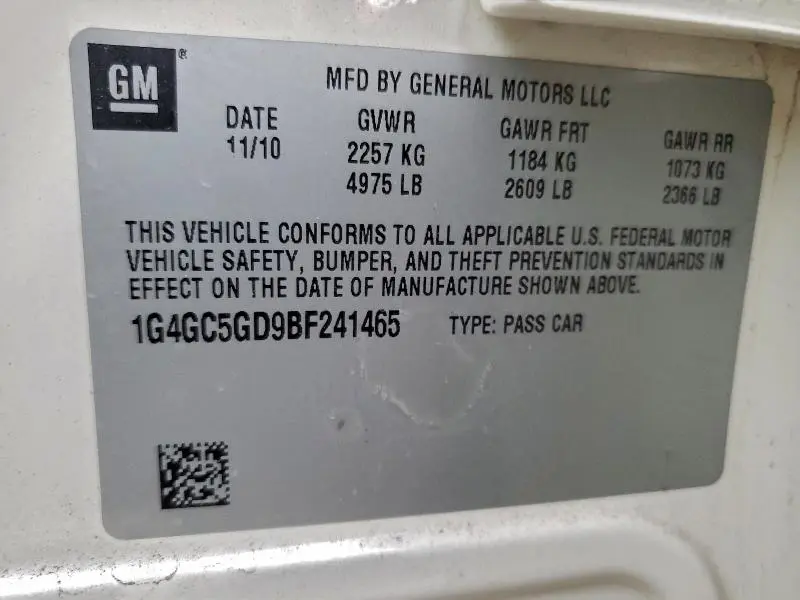 GM ®
MFD BY GENERAL MOTORS LLC
DATE GVWR GAWR FRT GAWR RR
11/10 2257 KG 1184 KG 1073 KG
4975 LB 2609 LB 2366 LB
THIS VEHICLE CONFORMS TO ALL APPLICABLE U.S. FEDERAL MOTOR
VEHICLE SAFETY, BUMPER, AND THEFT PREVENTION STANDARDS IN
EFFECT ON THE DATE OF MANUFACTURE SHOWN ABOVE.
1G4GC5GD9BF241465 TYPE: PASS CAR